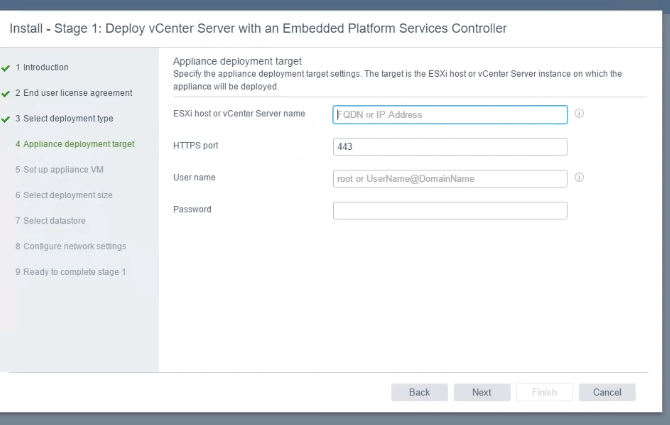 Install - Stage 1: Deploy vCenter Server with an Embedded Platform Services Controller
1 Introduction
2 End user license agreement
3 Select deployment type
4 Appliance deployment target
5 Set up appliance VM
6 Select deployment size
7 Select datastore
8 Configure network settings
9 Ready to complete stage 1
Appliance deployment target
Specify the appliance deployment target settings. The target is the ESXi host or vCenter Server instance on which the
appliance will be deployed.
ESXi host or vCenter Server name
FQDN or IP Address
HTTPS port
443
User name
root or UserName@DomainName
Password
Back
Next
Finish
Cancel